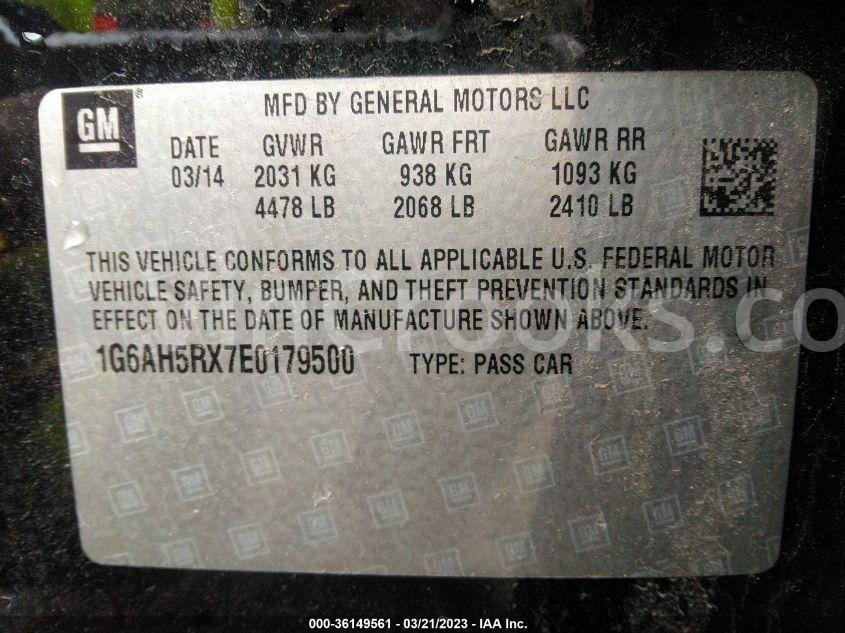 GM ®
MFD BY GENERAL MOTORS LLC
DATE GVWR GAWR FRT GAWR RR
03/14 2031 KG 938 KG 1093 KG
4478 LB 2068 LB 2410 LB
THIS VEHICLE CONFORMS TO ALL APPLICABLE U.S. FEDERAL MOTOR
VEHICLE SAFETY, BUMPER, AND THEFT PREVENTION STANDARDS IN
EFFECT ON THE DATE OF MANUFACTURE SHOWN ABOVE.
1G6AH5RX7E0179500 TYPE: PASS CAR
000-36149561 - 03/21/2023 - IAA Inc.